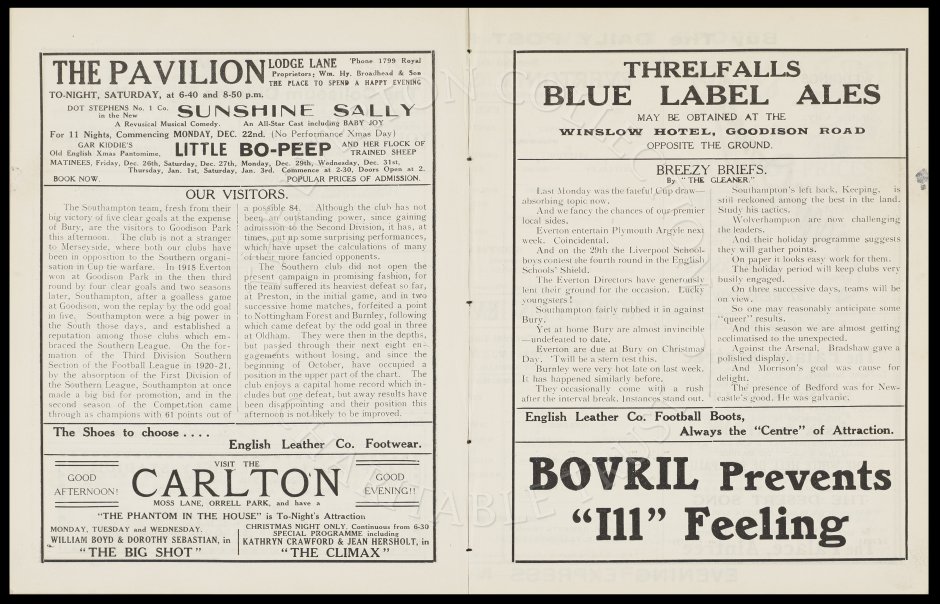 THE PAVILION
LODGE LANE 'Phone 1799 Royal
Proprietors; Wm. Hy. Broadhead & Son
THE PLACE TO SPEND A HAPPY EVENING
TO-NIGHT, SATURDAY, at 6-40 and 8-50 p.m.
DOT STEPHENS No. 1 Co.
in the New
SUNSHINE SALLY
A Revusical Musical Comedy. An All-Star Cast including BABY JOY
For 11 Nights, Commencing MONDAY, DEC. 22nd. (No Performance Xmas Day)
GAR KIDDIE'S
Old English Xmas Pantomime,
LITTLE BO-PEEP
AND HER FLOCK OF
TRAINED SHEEP
MATINEES, Friday, Dec. 26th, Saturday, Dec. 27th, Monday, Dec. 29th, Wednesday, Dec. 31st,
Thursday, Jan. 1st, Saturday, Jan. 3rd. Commence at 2-30, Doors Open at 2.
BOOK NOW. POPULAR PRICES OF ADMISSION.
OUR VISITORS.
The Southampton team, fresh from their
big victory of five clear goals at the expense
of Bury, are the visitors to Goodison Park
this afternoon. The club is not a stranger
to Merseyside, where both our clubs have
been in opposition to the Southern organi-
sation in Cup tie warfare. In 1918 Everton
won at Goodison Park in the then third
round by four clear goals and two seasons
later, Southampton, after a goalless game
at Goodison, won the replay by the odd goal
in five. Southampton were a big power in
the South those days, and established a
reputation among those clubs which em-
braced the Southern League. On the for-
mation of the Third Division Southern
Section of the Football League in 1920-21,
by the absorption of the First Division of
the Southern League, Southampton at once
made a big bid for promotion, and in the
second season of the Competition came
through as champions with 61 points out of
a possible 84. Although the club has not
been an outstanding power, since gaining
admission to the Second Division, it has, at
times, put up some surprising performances,
which have upset the calculations of many
of their more fancied opponents.
The Southern club did not open the
present campaign in promising fashion, for
the team suffered its heaviest defeat so far,
at Preston, in the initial game, and in two
successive home matches, forfeited a point
to Nottingham Forest and Burnley, following
which came defeat by the odd goal in three
at Oldham. They were then in the depths,
but passed through their next eight en-
gagements without losing, and since the
beginning of October, have occupied a
position in the upper part of the chart. The
club enjoys a capital home record which in-
cludes but one defeat, but away results have
been disappointing and their position this
afternoon is not likely to be improved.
The Shoes to choose . . . .
English Leather Co. Footwear.
GOOD
AFTERNOON!
VISIT THE
CARLTON
MOSS LANE, ORRELL PARK, and have a
GOOD
EVENING!!
"THE PHANTOM IN THE HOUSE" is To-Night's Attraction
MONDAY, TUESDAY and WEDNESDAY.
WILLIAM BOYD & DOROTHY SEBASTIAN, in
"THE BIG SHOT"
CHRISTMAS NIGHT ONLY. Continuous from 6-30
SPECIAL PROGRAMME including
KATHRYN CRAWFORD & JEAN HERSHOLT, in
"THE CLIMAX"
THRELFALLS
BLUE LABEL ALES
MAY BE OBTAINED AT THE
WINSLOW HOTEL, GOODISON ROAD
OPPOSITE THE GROUND.
BREEZY BRIEFS.
By "THE GLEANER."
Last Monday was the fateful Cup draw—
absorbing topic now.
And we fancy the chances of our premier
local sides.
Everton entertain Plymouth Argyle next
week. Coincidental.
And on the 29th the Liverpool School-
boys contest the fourth round in the English
Schools' Shield.
The Everton Directors have generously
lent their ground for the occasion. Lucky
youngsters!
Southampton fairly rubbed it in against
Bury.
Yet at home Bury are almost invincible
—undefeated to date.
Everton are due at Bury on Christmas
Day. 'Twill be a stern test this.
Burnley were very hot late on last week.
It has happened similarly before.
They occasionally come with a rush
after the interval break. Instances stand out.
Southampton's left back, Keeping, is
still reckoned among the best in the land.
Study his tactics.
Wolverhampton are now challenging
the leaders.
And their holiday programme suggests
they will gather points.
On paper it looks easy work for them.
The holiday period will keep clubs very
busily engaged.
On three successive days, teams will be
on view.
So one may reasonably anticipate some
"queer" results.
And this season we are almost getting
acclimatised to the unexpected.
Against the Arsenal, Bradshaw gave a
polished display.
And Morrison's goal was cause for
delight.
The presence of Bedford was for New-
castle's good. He was galvanic.
English Leather Co. Football Boots,
Always the "Centre" of Attraction.
BOVRIL Prevents
"Ill" Feeling